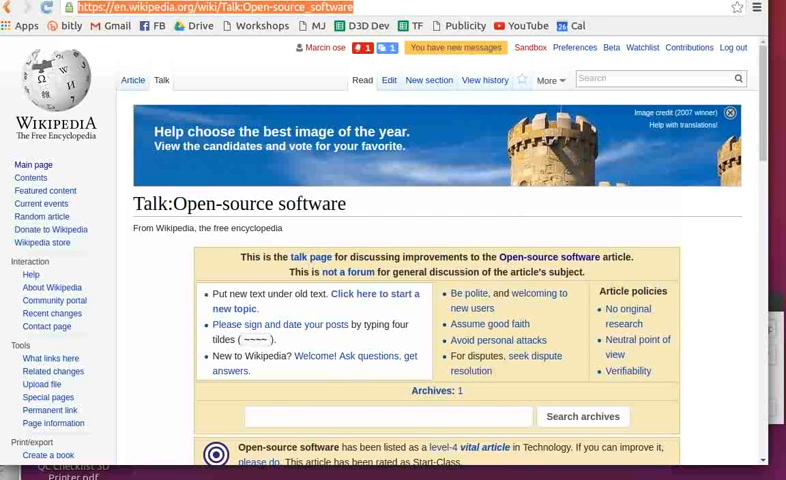 https://en.wikipedia.org/wiki/Talk:Open-source_software
Apps bitly Gmail FB Drive Workshops MJ D3D Dev TF Publicity YouTube 26 Cal
Marcin ose 1 1 You have new messages Sandbox Preferences Beta Watchlist Contributions Log out
Article Talk Read Edit New section View history More Search
Help choose the best image of the year.
View the candidates and vote for your favorite.
Image credit (2007 winner)
Help with translations!
WIKIPEDIA
The Free Encyclopedia
Main page
Contents
Featured content
Current events
Random article
Donate to Wikipedia
Wikipedia store
Interaction
Help
About Wikipedia
Community portal
Recent changes
Contact page
Tools
What links here
Related changes
Upload file
Special pages
Permanent link
Page information
Print/export
Create a book
Talk:Open-source software
From Wikipedia, the free encyclopedia
This is the talk page for discussing improvements to the Open-source software article.
This is not a forum for general discussion of the article's subject.
Put new text under old text. Click here to start a
new topic.
Please sign and date your posts by typing four
tildes ( ~~~~ ).
New to Wikipedia? Welcome! Ask questions, get
answers.
Be polite, and welcoming to
new users
Assume good faith
Avoid personal attacks
For disputes, seek dispute
resolution
Article policies
No original
research
Neutral point of
view
Verifiability
Archives: 1
Search archives
Open-source software has been listed as a level-4 vital article in Technology. If you can improve it,
please do. This article has been rated as Start-Class.
QC Checklist 3D
Printer.pdf